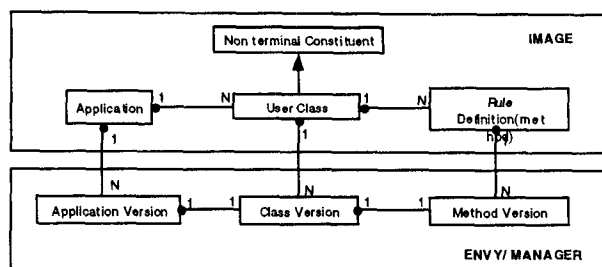 Non terminal Constituent
IMAGE
Application
1
N
User Class
1
N
Rule
Definition(met
hod)
1
1
1
N
N
N
Application Version
1
1
Class Version
1
1
Method Version
ENVY/ MANAGER